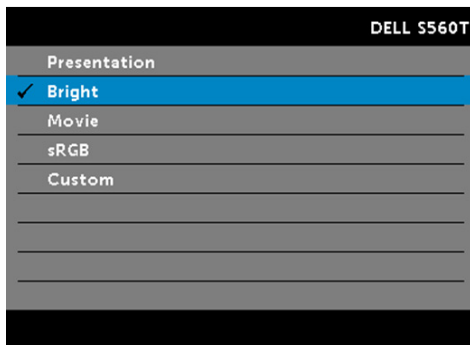 DELL S560T
Presentation
Bright
Movie
sRGB
Custom